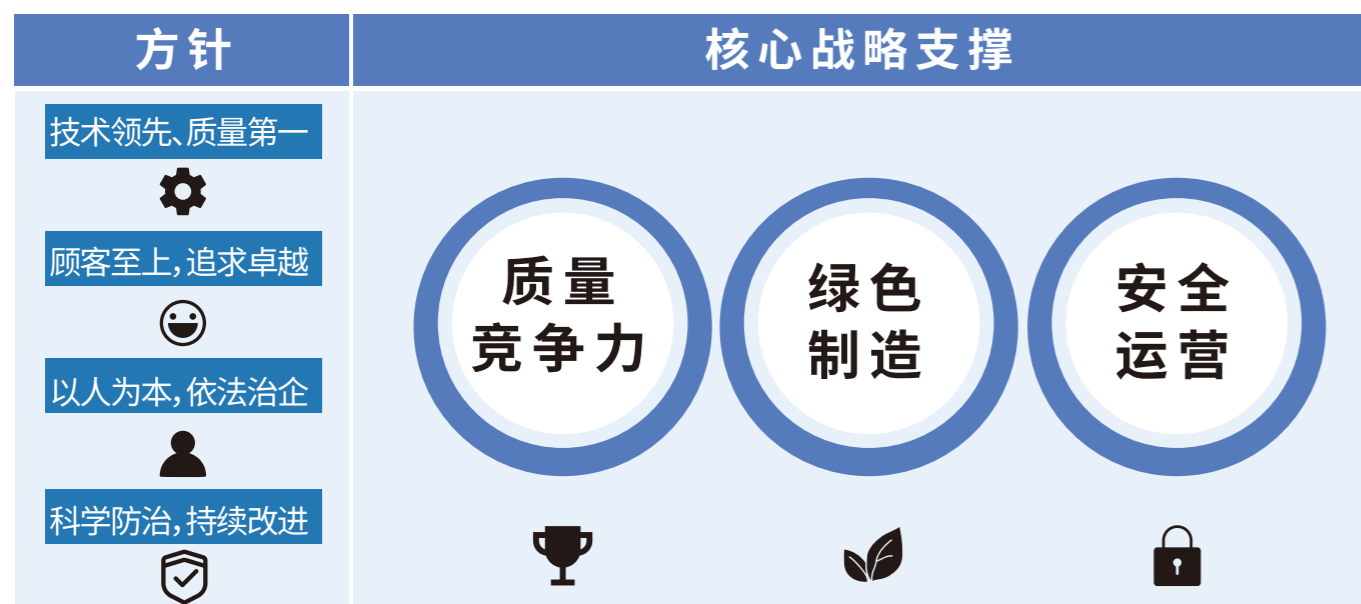 方针
核心战略支撑
技术领先、质量第一
顾客至上,追求卓越
以人为本,依法治企
科学防治,持续改进
质量
竞争力
绿色
制造
安全
运营